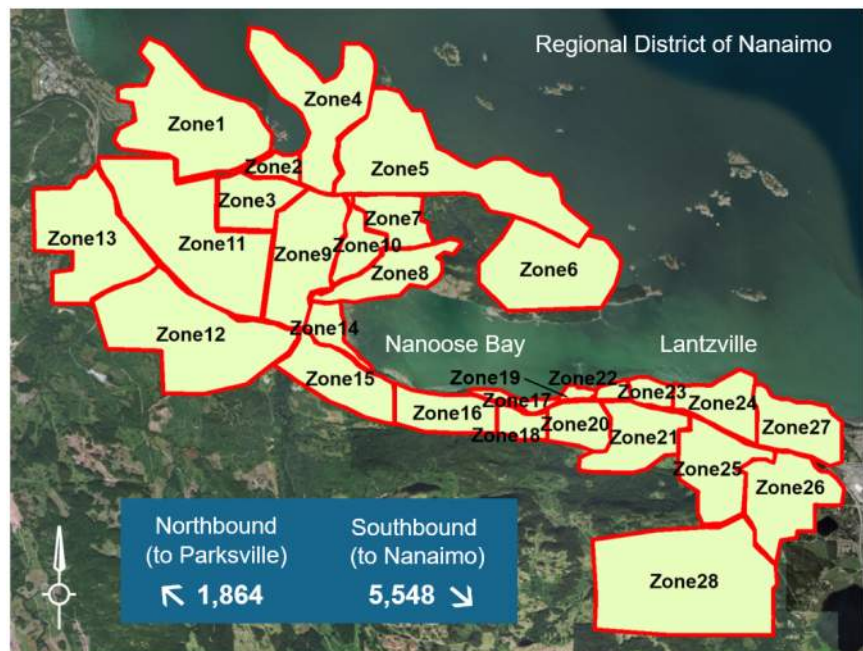 Regional District of Nanaimo
Zone4
Zone1
Zone2
Zone5
Zone3
Zone7
Zone13
Zone11
Zone9
Zone10
Zone8
Zone6
Zone12
Zone14
Nanoose Bay
Lantzville
Zone15
Zone19
Zone22
Zone23
Zone17
Zone24
Zone16
Zone20
Zone27
Zone18
Zone21
Zone25
Zone26
Northbound
(to Parksville)
1,864
Southbound
(to Nanaimo)
5,548
Zone28